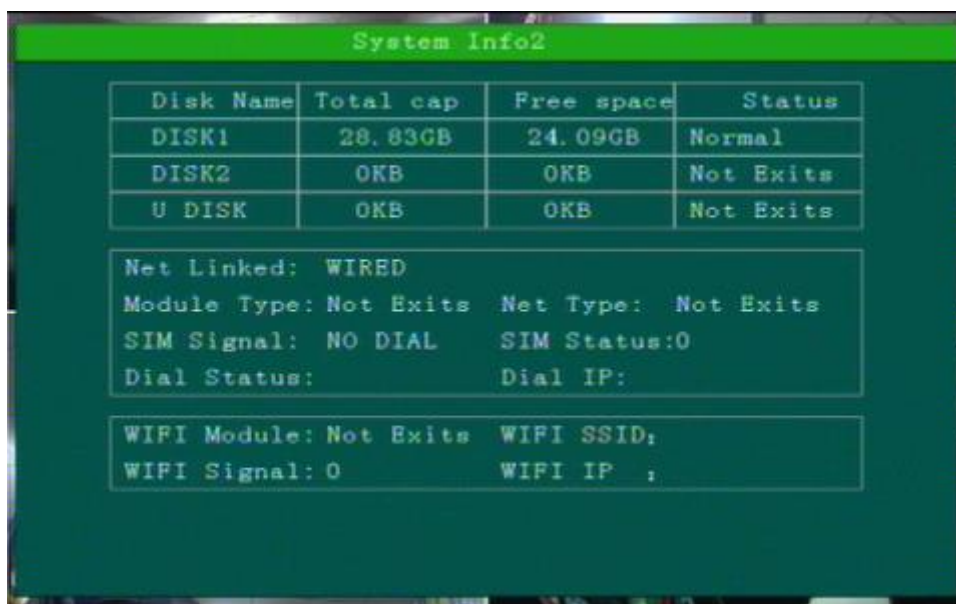 System Info2
Disk Name Total cap Free space Status
DISK1 28.83GB 24.09GB Normal
DISK2 0KB 0KB Not Exits
U DISK 0KB 0KB Not Exits
Net Linked: WIRED
Module Type: Not Exits Net Type: Not Exits
SIM Signal: NO DIAL SIM Status:0
Dial Status: Dial IP:
WIFI Module: Not Exits WIFI SSID:
WIFI Signal: 0 WIFI IP :